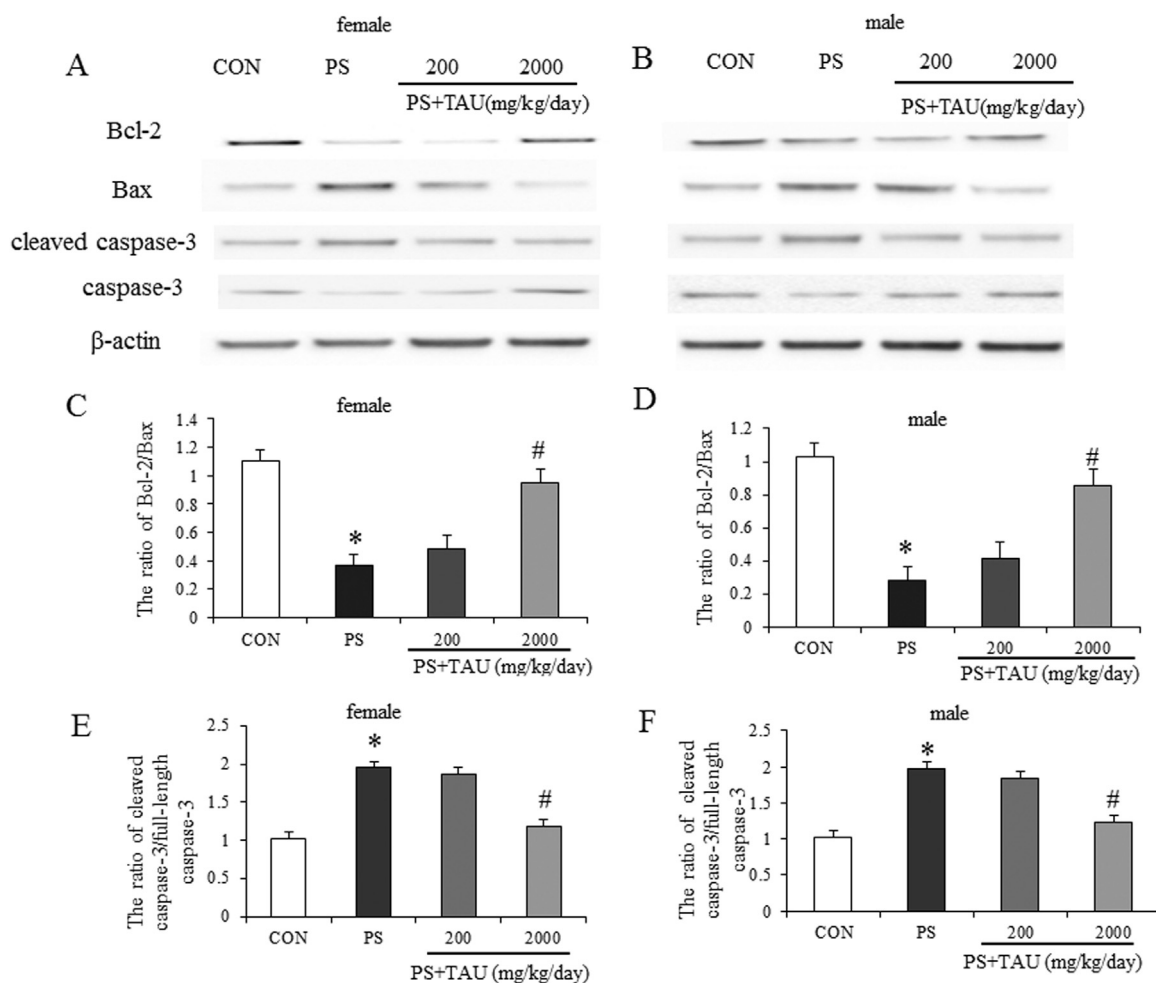 female
male
A
CON PS 200 2000
PS+TAU(mg/kg/day)
B
CON PS 200 2000
PS+TAU(mg/kg/day)
Bcl-2
Bax
cleaved caspase-3
caspase-3
β-actin
C
female
The ratio of Bcl-2/Bax
1.4
1.2
1
0.8
0.6
0.4
0.2
0
*
#
CON PS 200 2000
PS+TAU (mg/kg/day)
D
male
The ratio of Bcl-2/Bax
1.2
1
0.8
0.6
0.4
0.2
0
*
#
CON PS 200 2000
PS+TAU (mg/kg/day)
E
female
The ratio of cleaved
caspase-3/full-length
caspase-3
2.5
2
1.5
1
0.5
0
*
#
CON PS 200 2000
PS+TAU (mg/kg/day)
F
male
The ratio of cleaved
caspase-3/full-length
caspase-3
2.5
2
1.5
1
0.5
0
*
#
CON PS 200 2000
PS+TAU (mg/kg/day)